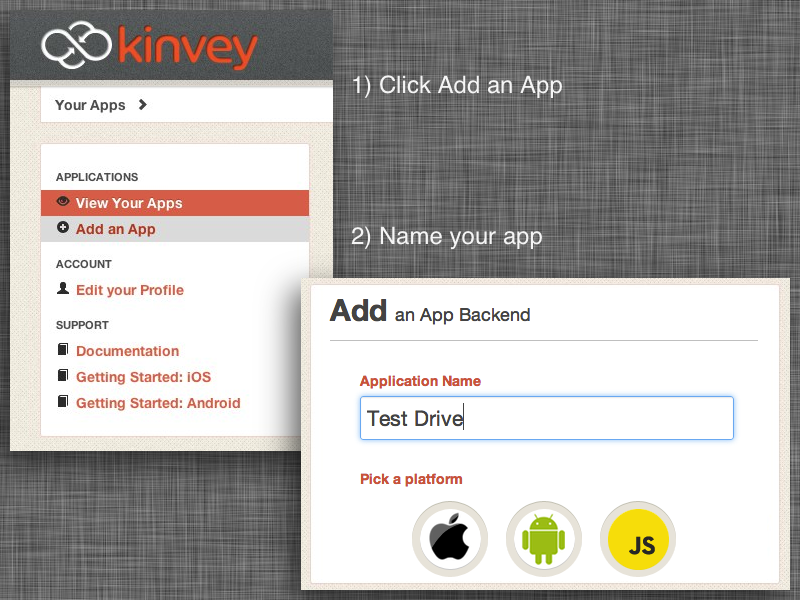 kinvey
1) Click Add an App
Your Apps
APPLICATIONS
View Your Apps
Add an App
2) Name your app
ACCOUNT
Edit your Profile
SUPPORT
Documentation
Getting Started: iOS
Getting Started: Android
Add an App Backend
Application Name
Test Drive
Pick a platform
JS